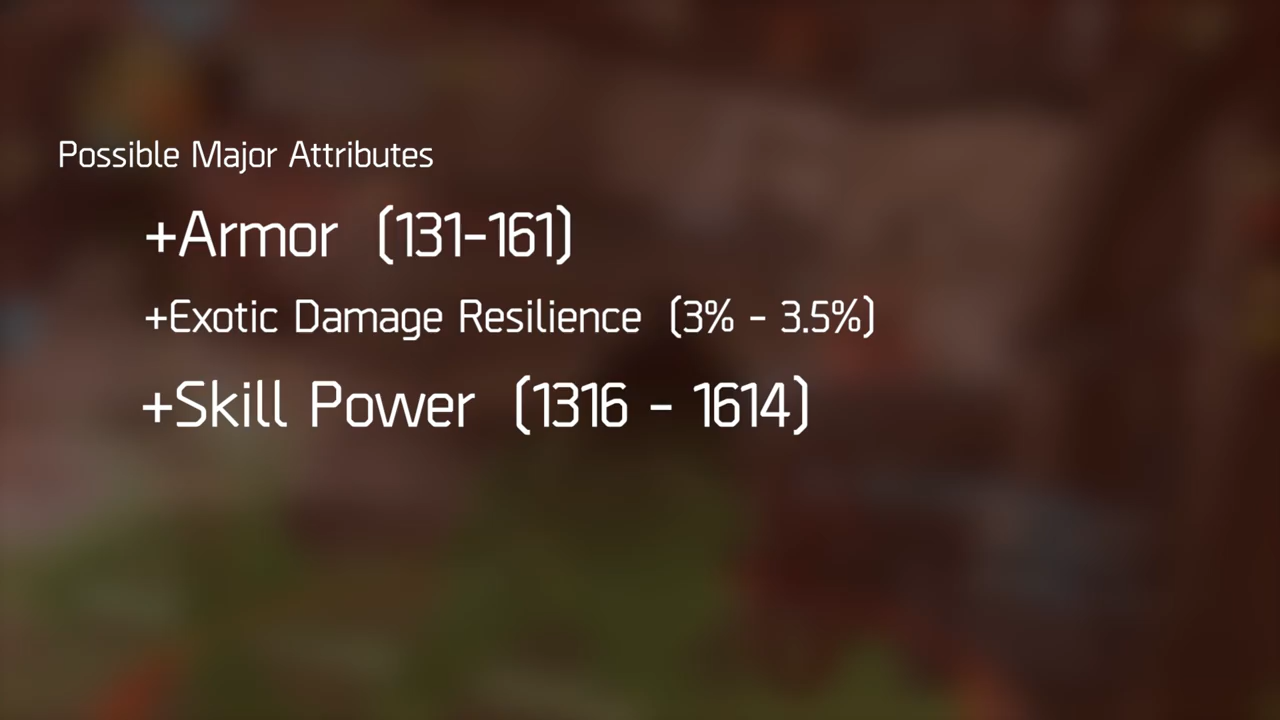 Possible Major Attributes
+Armor (131-161)
+Exotic Damage Resilience (3% - 3.5%)
+Skill Power (1316 - 1614)